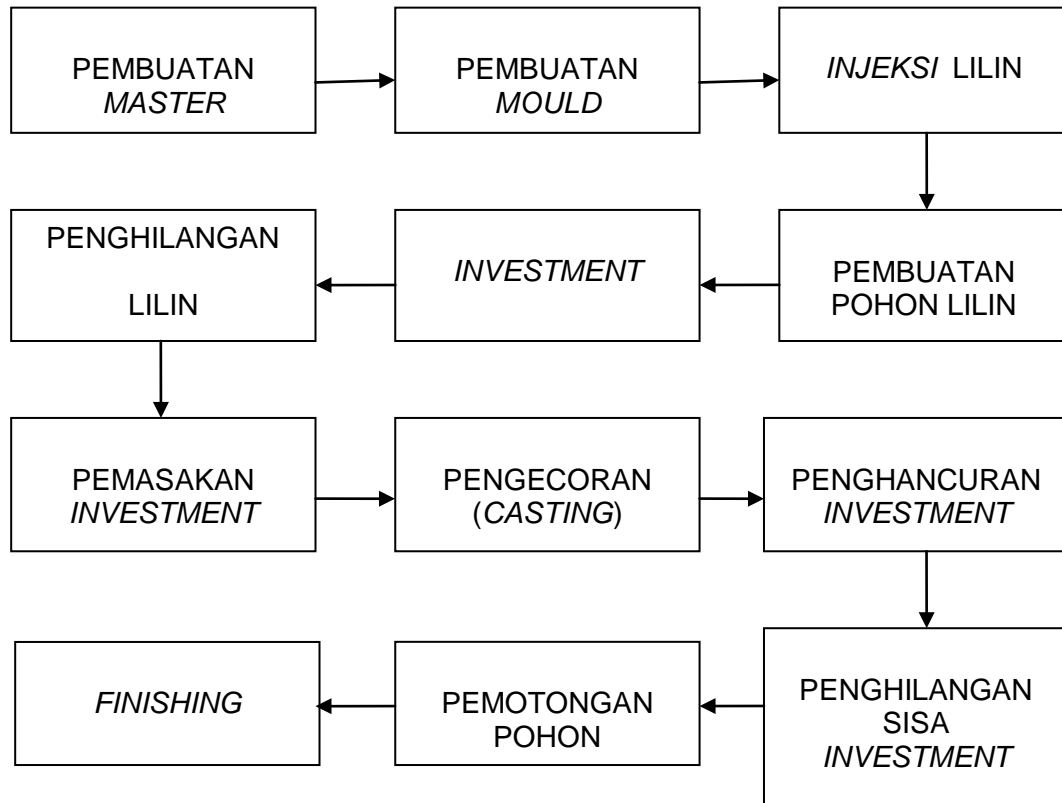 PEMBUATAN
MASTER
PEMBUATAN
MOULD
INJEKSI LILIN
PEMBUATAN
POHON LILIN
INVESTMENT
PENGHILANGAN
LILIN
PEMASAKAN
INVESTMENT
PENGECORAN
(CASTING)
PENGHANCURAN
INVESTMENT
PENGHILANGAN
SISA
INVESTMENT
PEMOTONGAN
POHON
FINISHING